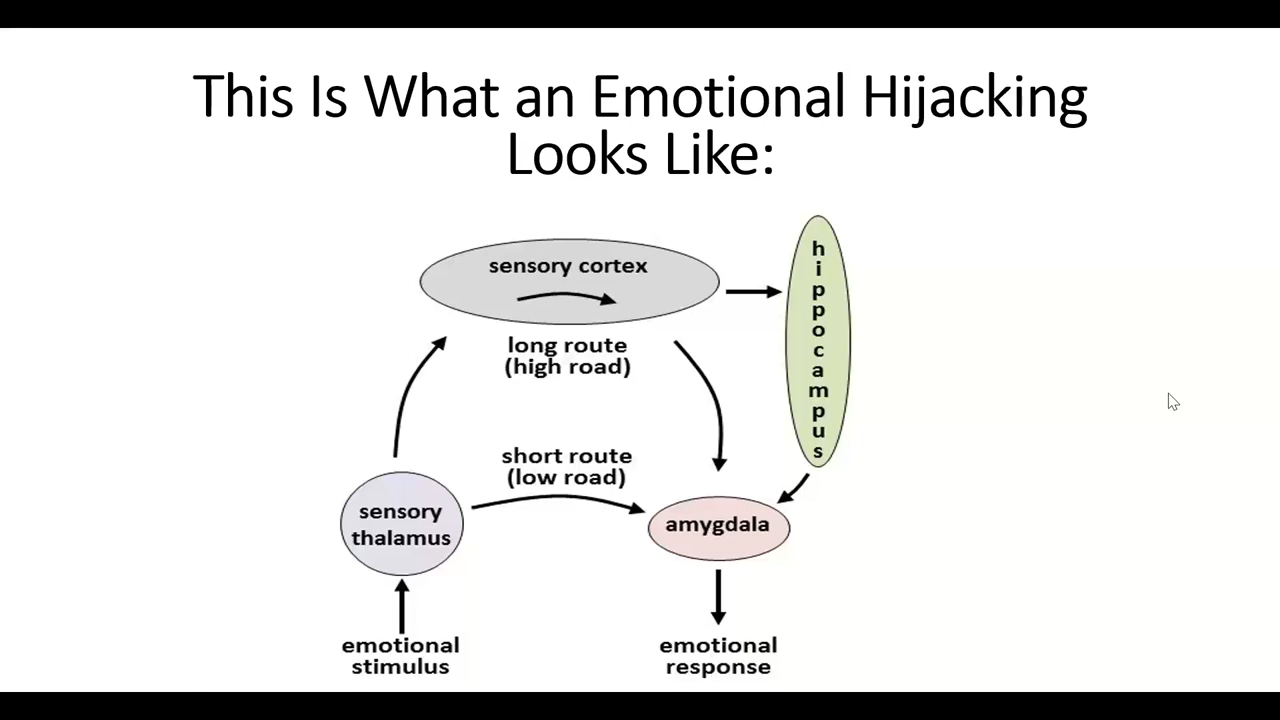 This Is What an Emotional Hijacking
Looks Like:
sensory cortex
hippocampus
long route
(high road)
short route
(low road)
sensory
thalamus
amygdala
emotional
stimulus
emotional
response